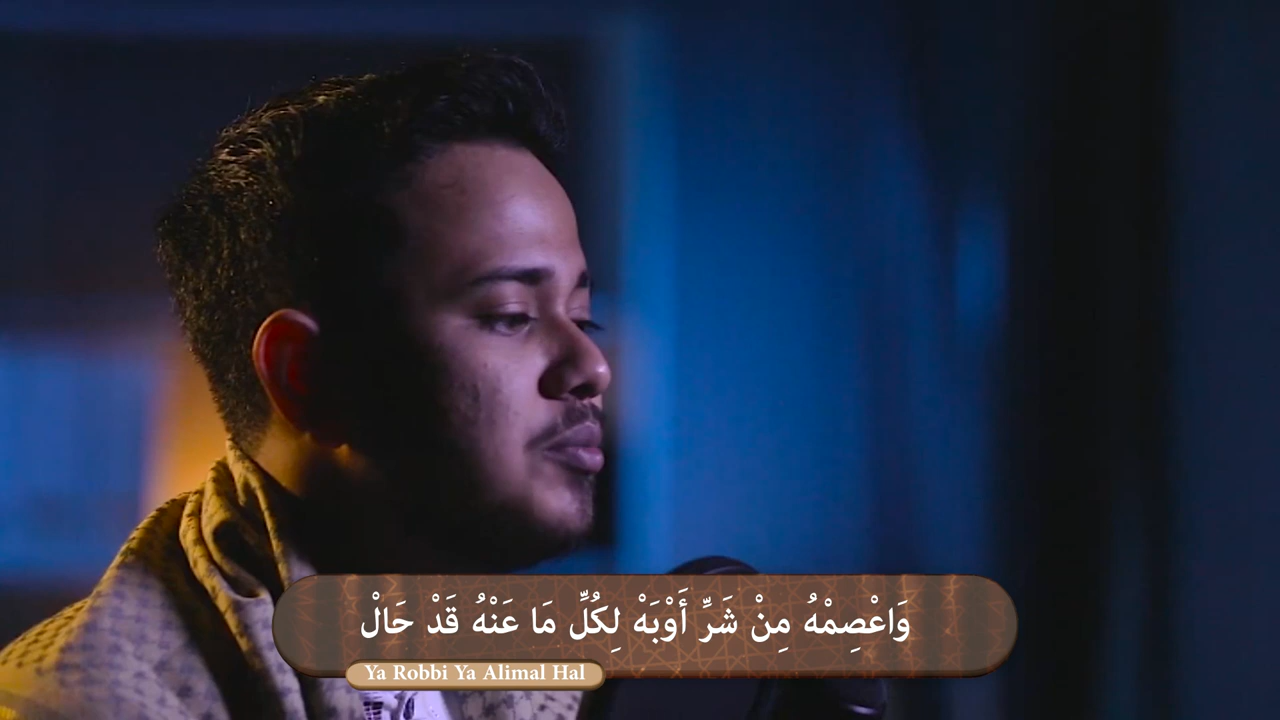 وَاعْصِمْهُ مِنْ شَرِّ أَوْبَهْ لِكُلِّ مَا عَنْهُ قَدْ حَالْ
Ya Robbi Ya Alimal Hal